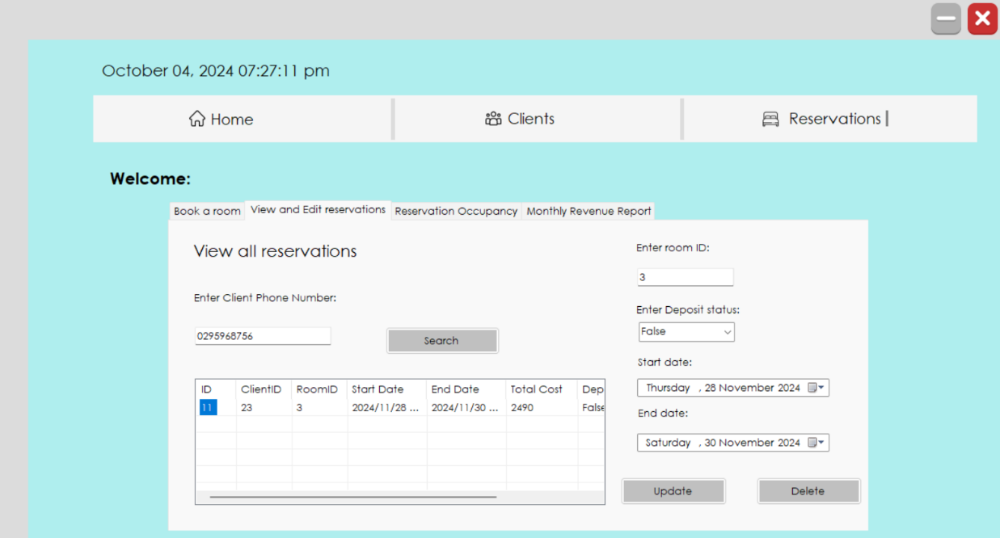 October 04, 2024 07:27:11 pm
Home Clients Reservations
Welcome:
Book a room View and Edit reservations Reservation Occupancy Monthly Revenue Report
View all reservations
Enter Client Phone Number:
0295968756
Search
ID ClientID RoomID Start Date End Date Total Cost Dep
11 23 3 2024/11/28 ... 2024/11/30 ... 2490 False
Enter room ID:
3
Enter Deposit status:
False
Start date:
Thursday , 28 November 2024
End date:
Saturday , 30 November 2024
Update Delete